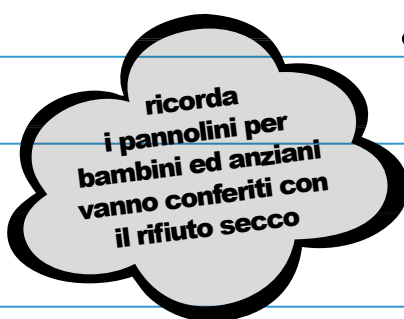 ricorda
i pannolini per
bambini ed anziani
vanno conferiti con
il rifiuto secco